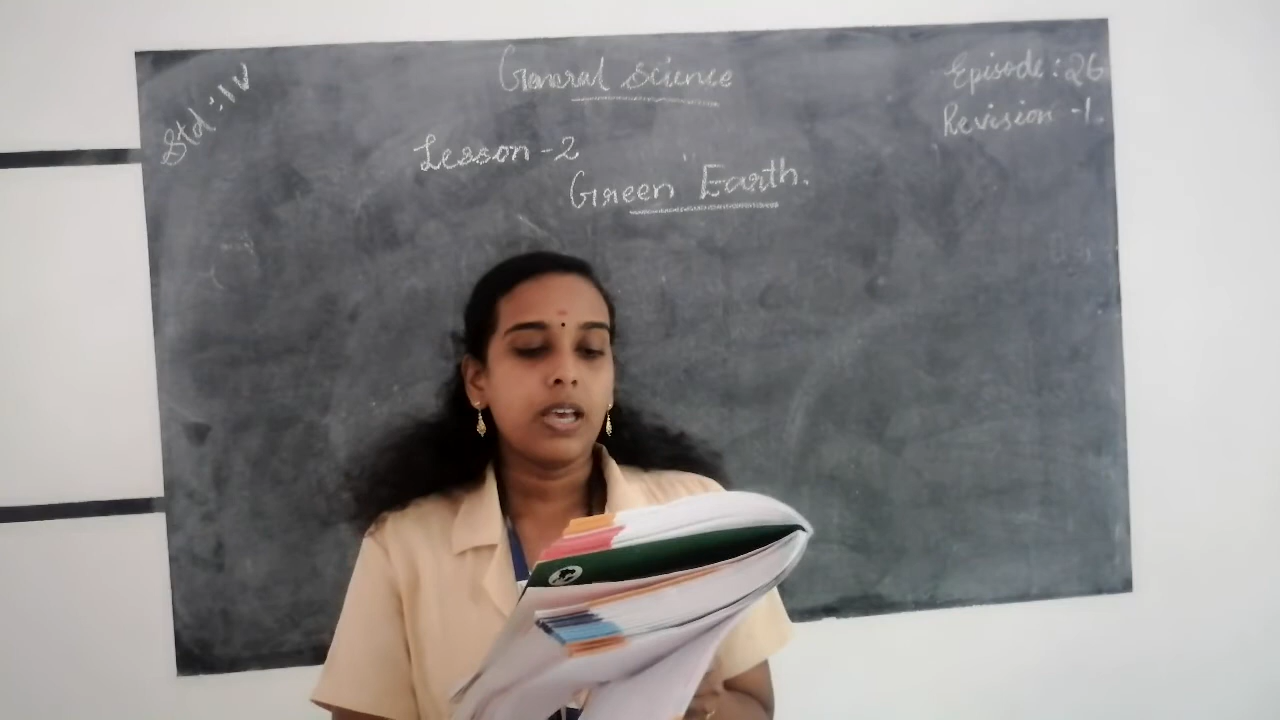 Std : IV
General Science
Episode : 26
Revision - 1.
Lesson - 2
Green Earth.